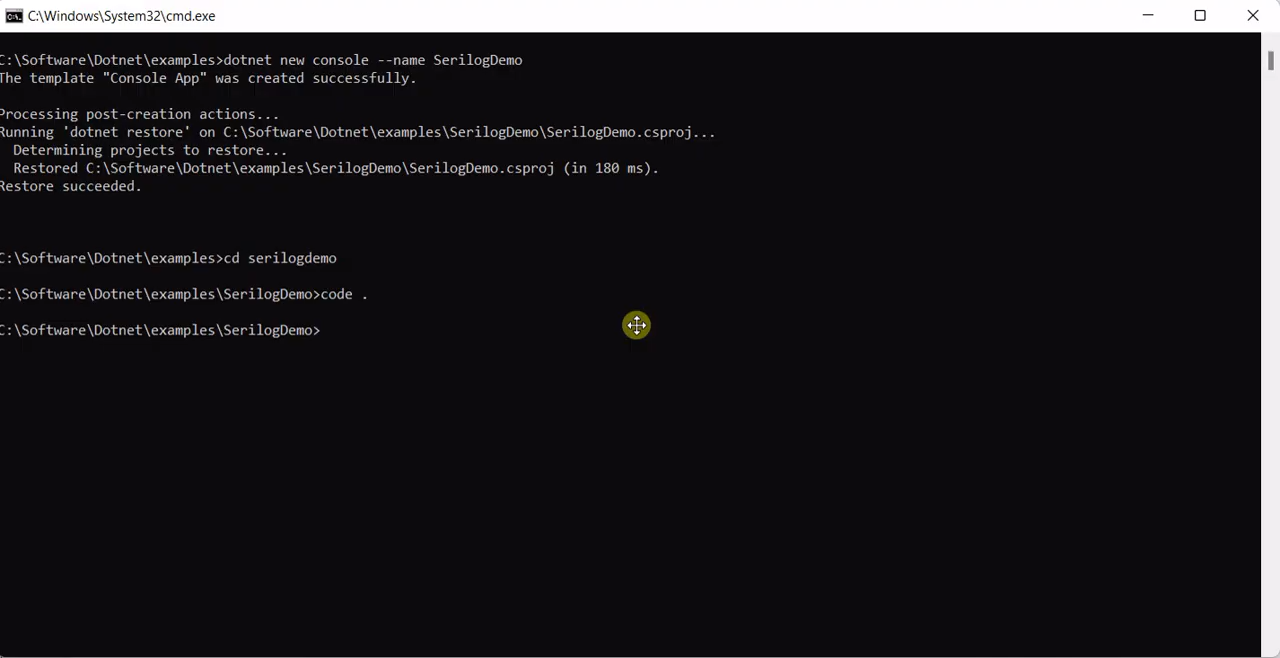 C:\Windows\System32\cmd.exe
C:\Software\Dotnet\examples>dotnet new console --name SerilogDemo
The template "Console App" was created successfully.
Processing post-creation actions...
Running 'dotnet restore' on C:\Software\Dotnet\examples\SerilogDemo\SerilogDemo.csproj...
Determining projects to restore...
Restored C:\Software\Dotnet\examples\SerilogDemo\SerilogDemo.csproj (in 180 ms).
Restore succeeded.
C:\Software\Dotnet\examples>cd serilogdemo
C:\Software\Dotnet\examples\SerilogDemo>code .
C:\Software\Dotnet\examples\SerilogDemo>